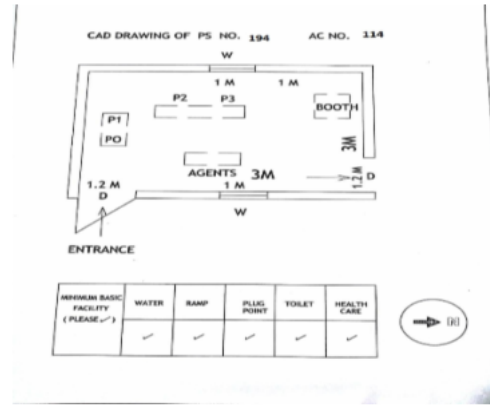 CAD DRAWING OF PS NO. 194 AC NO. 114
W
1 M 1 M
P2 P3
BOOTH
P1
PO
3M
AGENTS 3M
1.2 M
D
1.2 M D
1 M
W
ENTRANCE
MINIMUM BASIC FACILITY ( PLEASE ✓ ) WATER RAMP PLUG POINT TOILET HEALTH CARE
✓ ✓ ✓ ✓ ✓